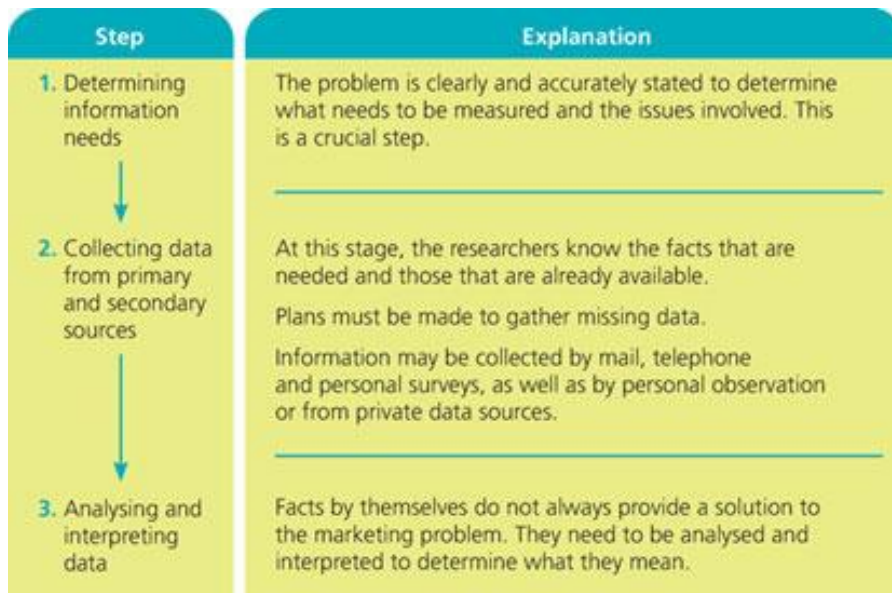 Step
Explanation
1. Determining
information
needs
The problem is clearly and accurately stated to determine
what needs to be measured and the issues involved. This
is a crucial step.
2. Collecting data
from primary
and secondary
sources
At this stage, the researchers know the facts that are
needed and those that are already available.
Plans must be made to gather missing data.
Information may be collected by mail, telephone
and personal surveys, as well as by personal observation
or from private data sources.
3. Analysing and
interpreting
data
Facts by themselves do not always provide a solution to
the marketing problem. They need to be analysed and
interpreted to determine what they mean.